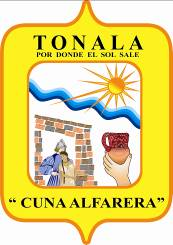 TONALA
POR DONDE EL SOL SALE
“ CUNA ALFARERA”